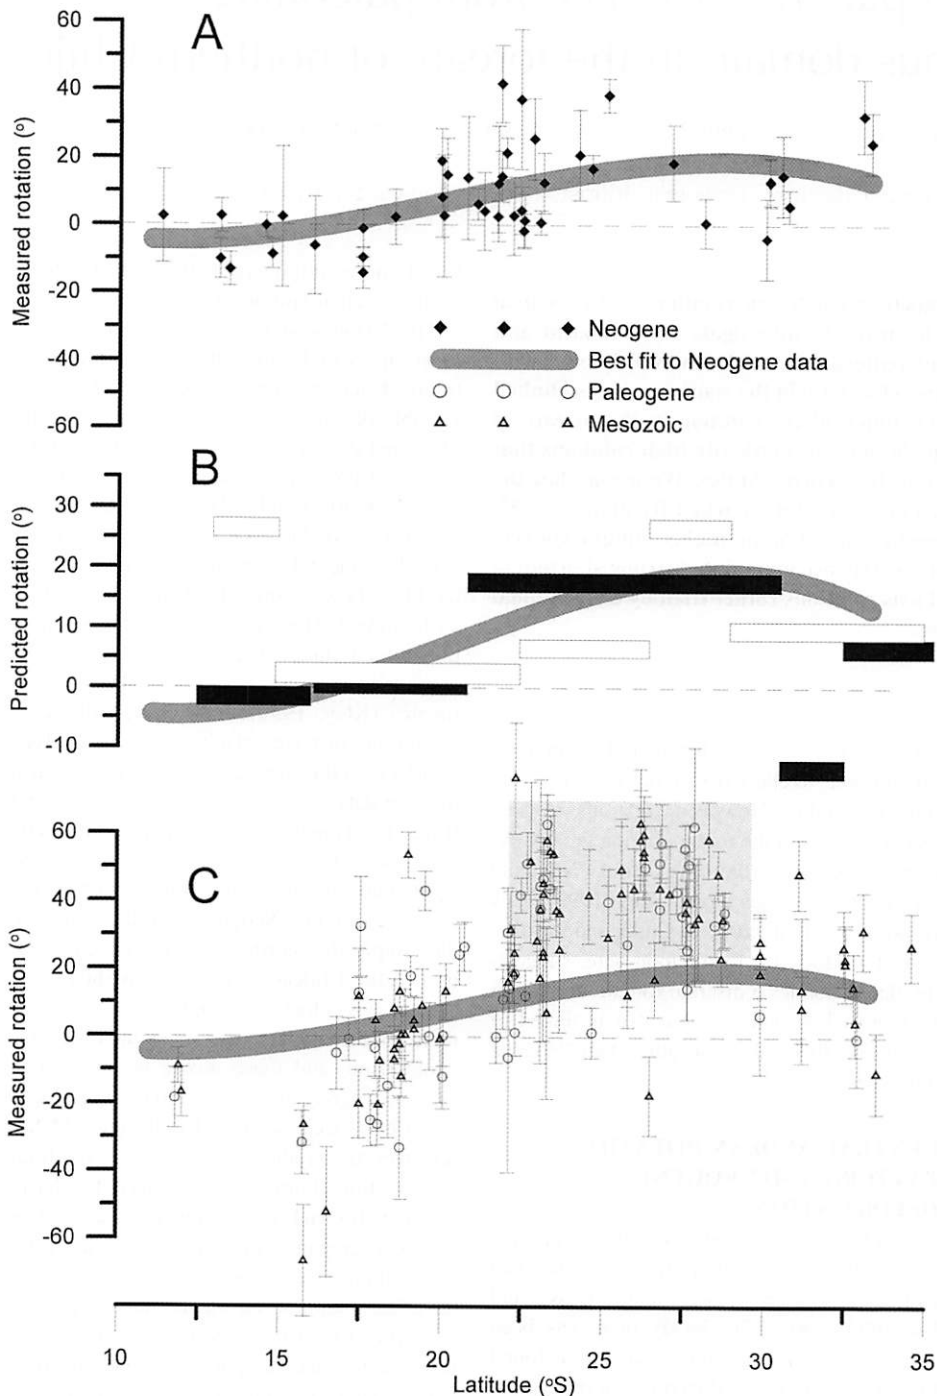 A
60
40
20
0
-20
-40
-60
Measured rotation (°)
Neogene
Best fit to Neogene data
Paleogene
Mesozoic
B
30
20
10
0
-10
Predicted rotation (°)
C
60
40
20
0
-20
-40
-60
Measured rotation (°)
10 15 20 25 30 35
Latitude (°S)